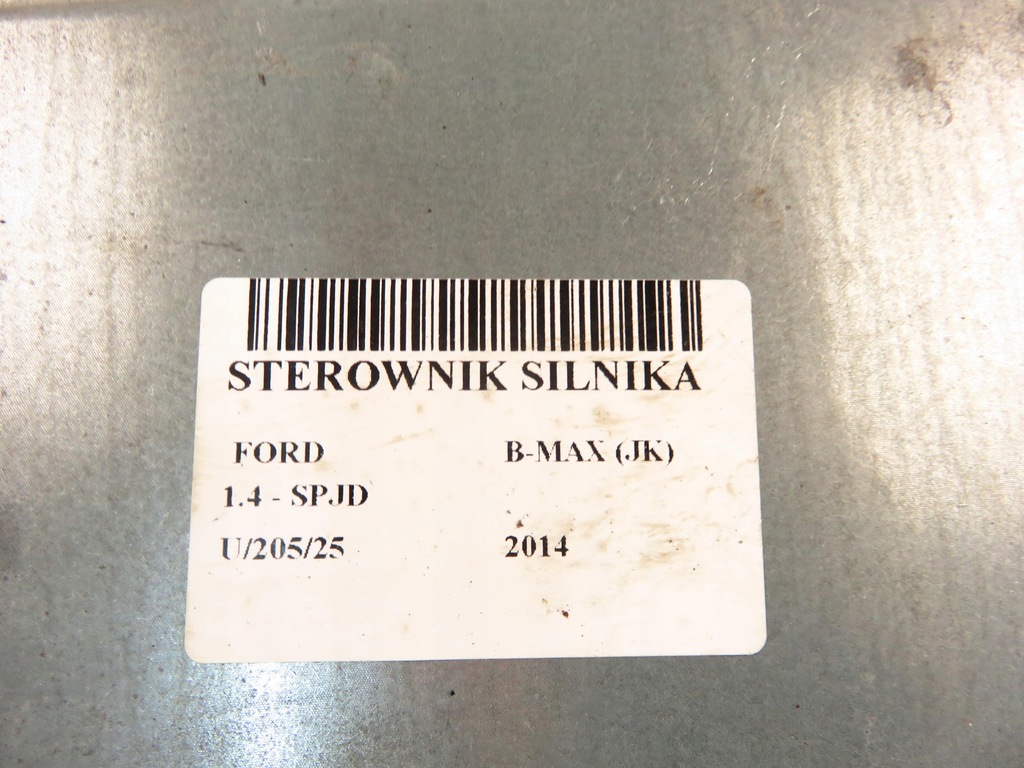 STEROWNIK SILNIKA
FORD B-MAX (JK)
1.4 - SPJD
U/205/25 2014